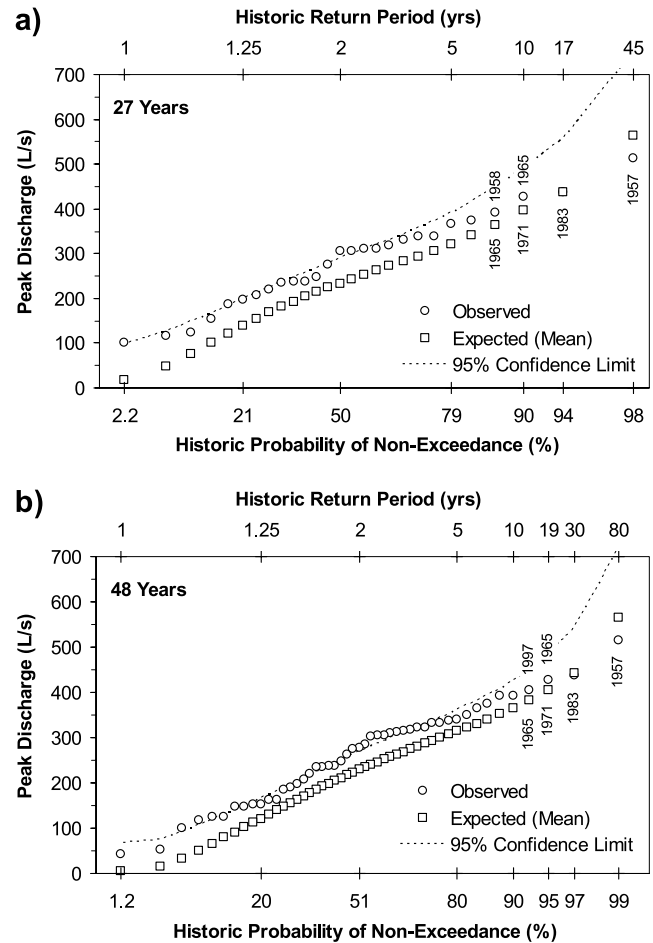 a)
Historic Return Period (yrs)
1 1.25 2 5 10 17 45
700
600
500
400
300
200
100
0
Peak Discharge (L/s)
27 Years
1958
1965
1965
1971
1983
1957
Observed
Expected (Mean)
95% Confidence Limit
2.2 21 50 79 90 94 98
Historic Probability of Non-Exceedance (%)
b)
Historic Return Period (yrs)
1 1.25 2 5 10 19 30 80
700
600
500
400
300
200
100
0
Peak Discharge (L/s)
48 Years
1997
1965
1965
1971
1983
1957
Observed
Expected (Mean)
95% Confidence Limit
1.2 20 51 80 90 95 97 99
Historic Probability of Non-Exceedance (%)